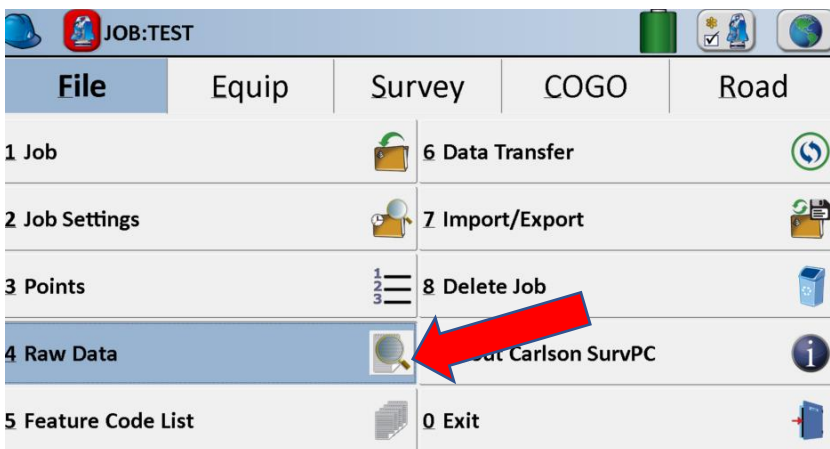 JOB:TEST
File
Equip
Survey
COGO
Road
1 Job
6 Data Transfer
2 Job Settings
7 Import/Export
3 Points
8 Delete Job
4 Raw Data
Carlson SurvPC
5 Feature Code List
0 Exit